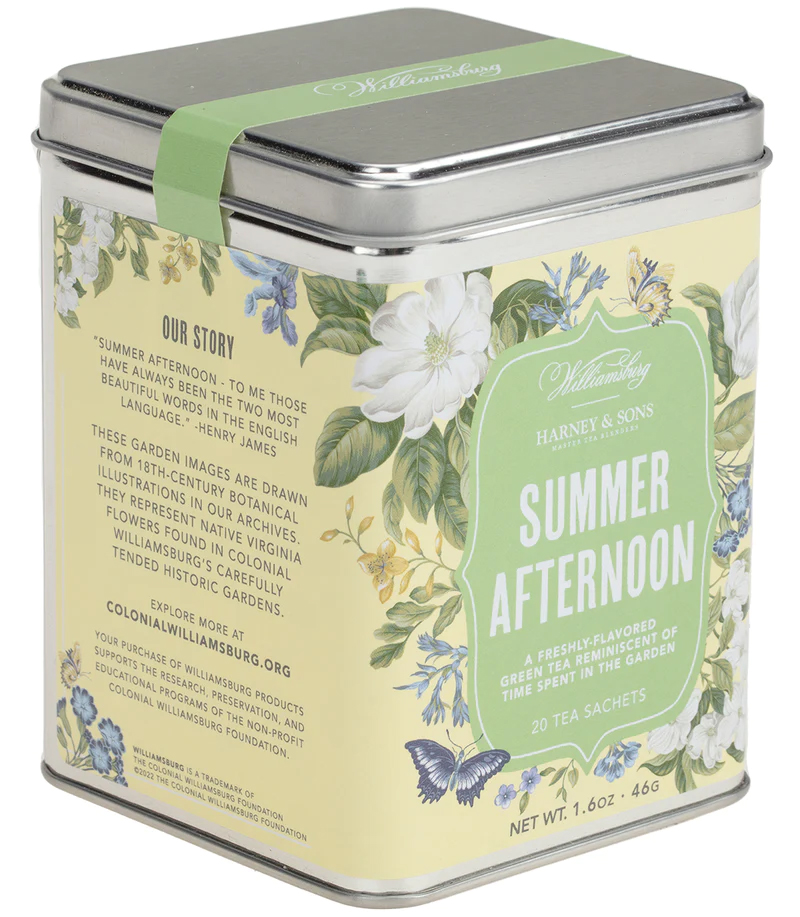 Williamsburg
OUR STORY
"SUMMER AFTERNOON - TO ME THOSE
HAVE ALWAYS BEEN THE TWO MOST
BEAUTIFUL WORDS IN THE ENGLISH
LANGUAGE." -HENRY JAMES
THESE GARDEN IMAGES ARE DRAWN
FROM 18TH-CENTURY BOTANICAL
ILLUSTRATIONS IN OUR ARCHIVES.
THEY REPRESENT NATIVE VIRGINIA
FLOWERS FOUND IN COLONIAL
WILLIAMSBURG'S CAREFULLY
TENDED HISTORIC GARDENS.
EXPLORE MORE AT
COLONIALWILLIAMSBURG.ORG
YOUR PURCHASE OF WILLIAMSBURG PRODUCTS
SUPPORTS THE RESEARCH, PRESERVATION, AND
EDUCATIONAL PROGRAMS OF THE NON-PROFIT
COLONIAL WILLIAMSBURG FOUNDATION.
WILLIAMSBURG IS A TRADEMARK OF
THE COLONIAL WILLIAMSBURG FOUNDATION
©2022 THE COLONIAL WILLIAMSBURG FOUNDATION
Williamsburg
HARNEY & SONS
MASTER TEA BLENDERS
SUMMER
AFTERNOON
A FRESHLY-FLAVORED
GREEN TEA REMINISCENT OF
TIME SPENT IN THE GARDEN
20 TEA SACHETS
NET WT. 1.6OZ · 46G